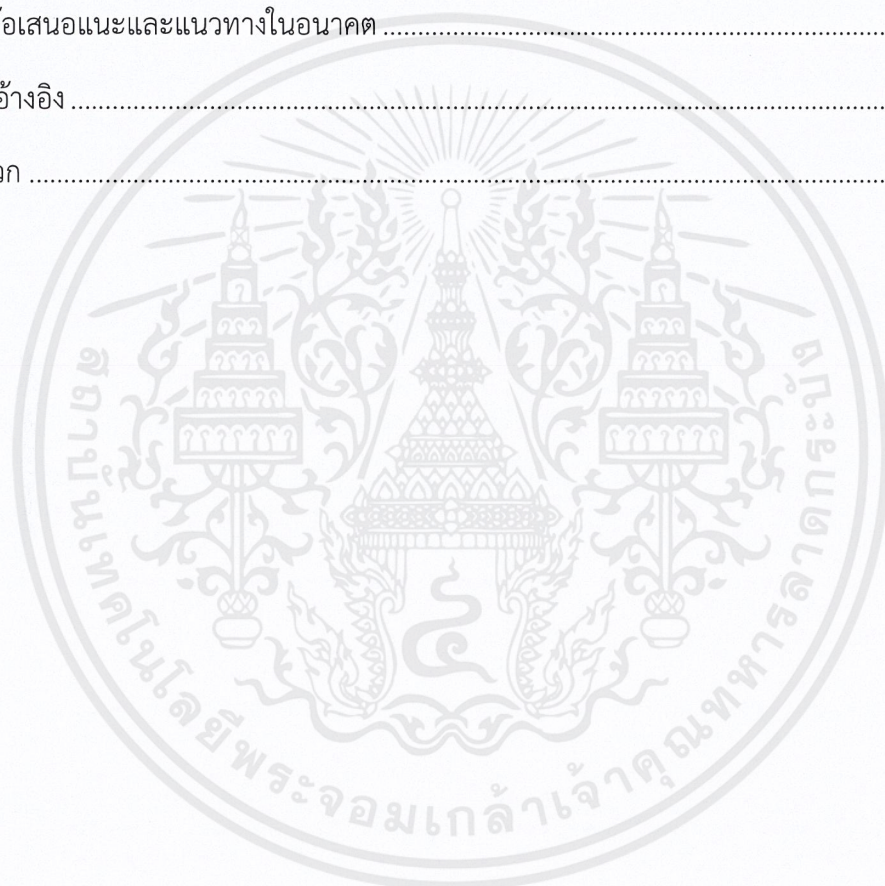 ้อเสนอแนะและแนวทางในอนาคต
อ้างอิง
วก
สถาบันเทคโนโลยีพระจอมเกล้าเจ้าคุณทหารลาดกระบัง
๔